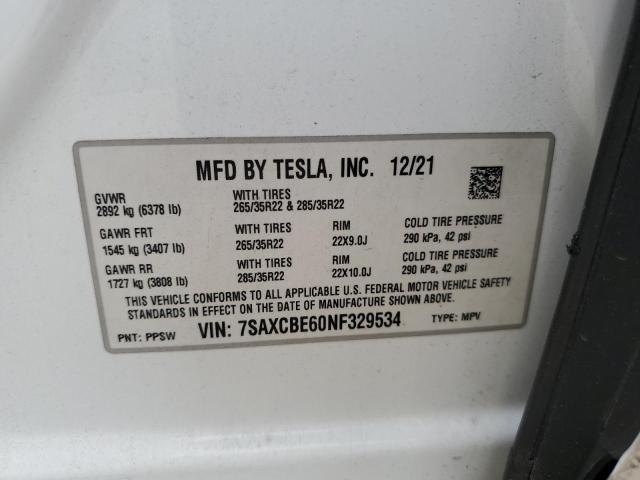 MFD BY TESLA, INC. 12/21
GVWR
2892 kg (6378 lb)
WITH TIRES
265/35R22 & 285/35R22
GAWR FRT
1545 kg (3407 lb)
WITH TIRES
265/35R22
RIM
22X9.0J
COLD TIRE PRESSURE
290 kPa, 42 psi
GAWR RR
1727 kg (3808 lb)
WITH TIRES
285/35R22
RIM
22X10.0J
COLD TIRE PRESSURE
290 kPa, 42 psi
THIS VEHICLE CONFORMS TO ALL APPLICABLE U.S. FEDERAL MOTOR VEHICLE SAFETY
STANDARDS IN EFFECT ON THE DATE OF MANUFACTURE SHOWN ABOVE.
PNT: PPSW VIN: 7SAXCBE60NF329534 TYPE: MPV